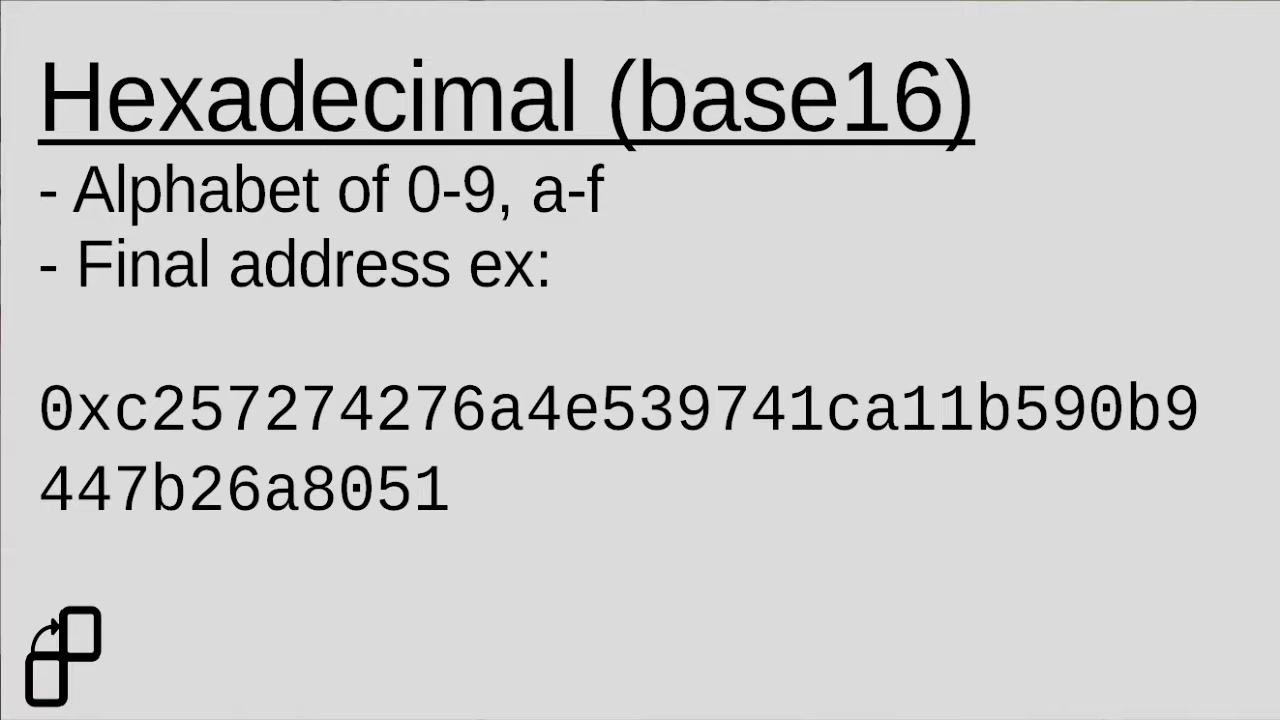 Hexadecimal (base16)
- Alphabet of 0-9, a-f
- Final address ex:
0xc257274276a4e539741ca11b590b9
447b26a8051